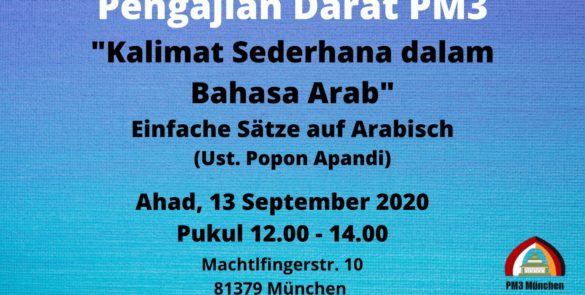 Pengajian Darat PM3
"Kalimat Sederhana dalam
Bahasa Arab"
Einfache Sätze auf Arabisch
(Ust. Popon Apandi)
Ahad, 13 September 2020
Pukul 12.00 - 14.00
Machtlfingerstr. 10
81379 München
PM3 München